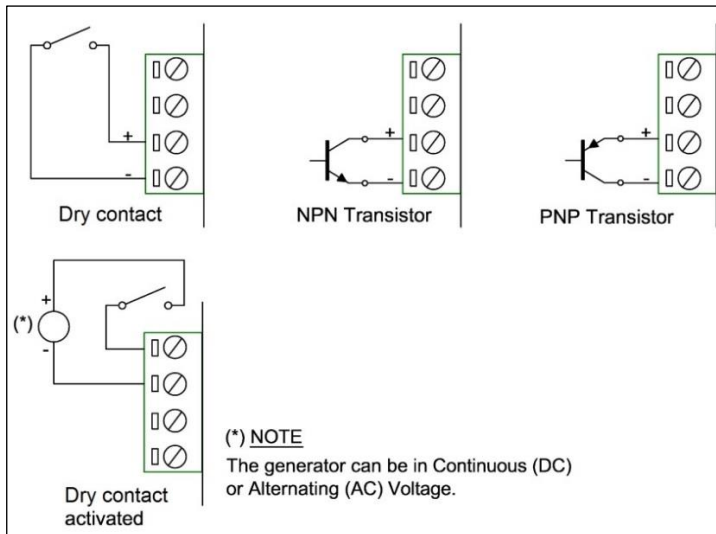 +
-
Dry contact
+
-
NPN Transistor
+
-
PNP Transistor
+
(*)
-
Dry contact
activated
(*) NOTE
The generator can be in Continuous (DC)
or Alternating (AC) Voltage.